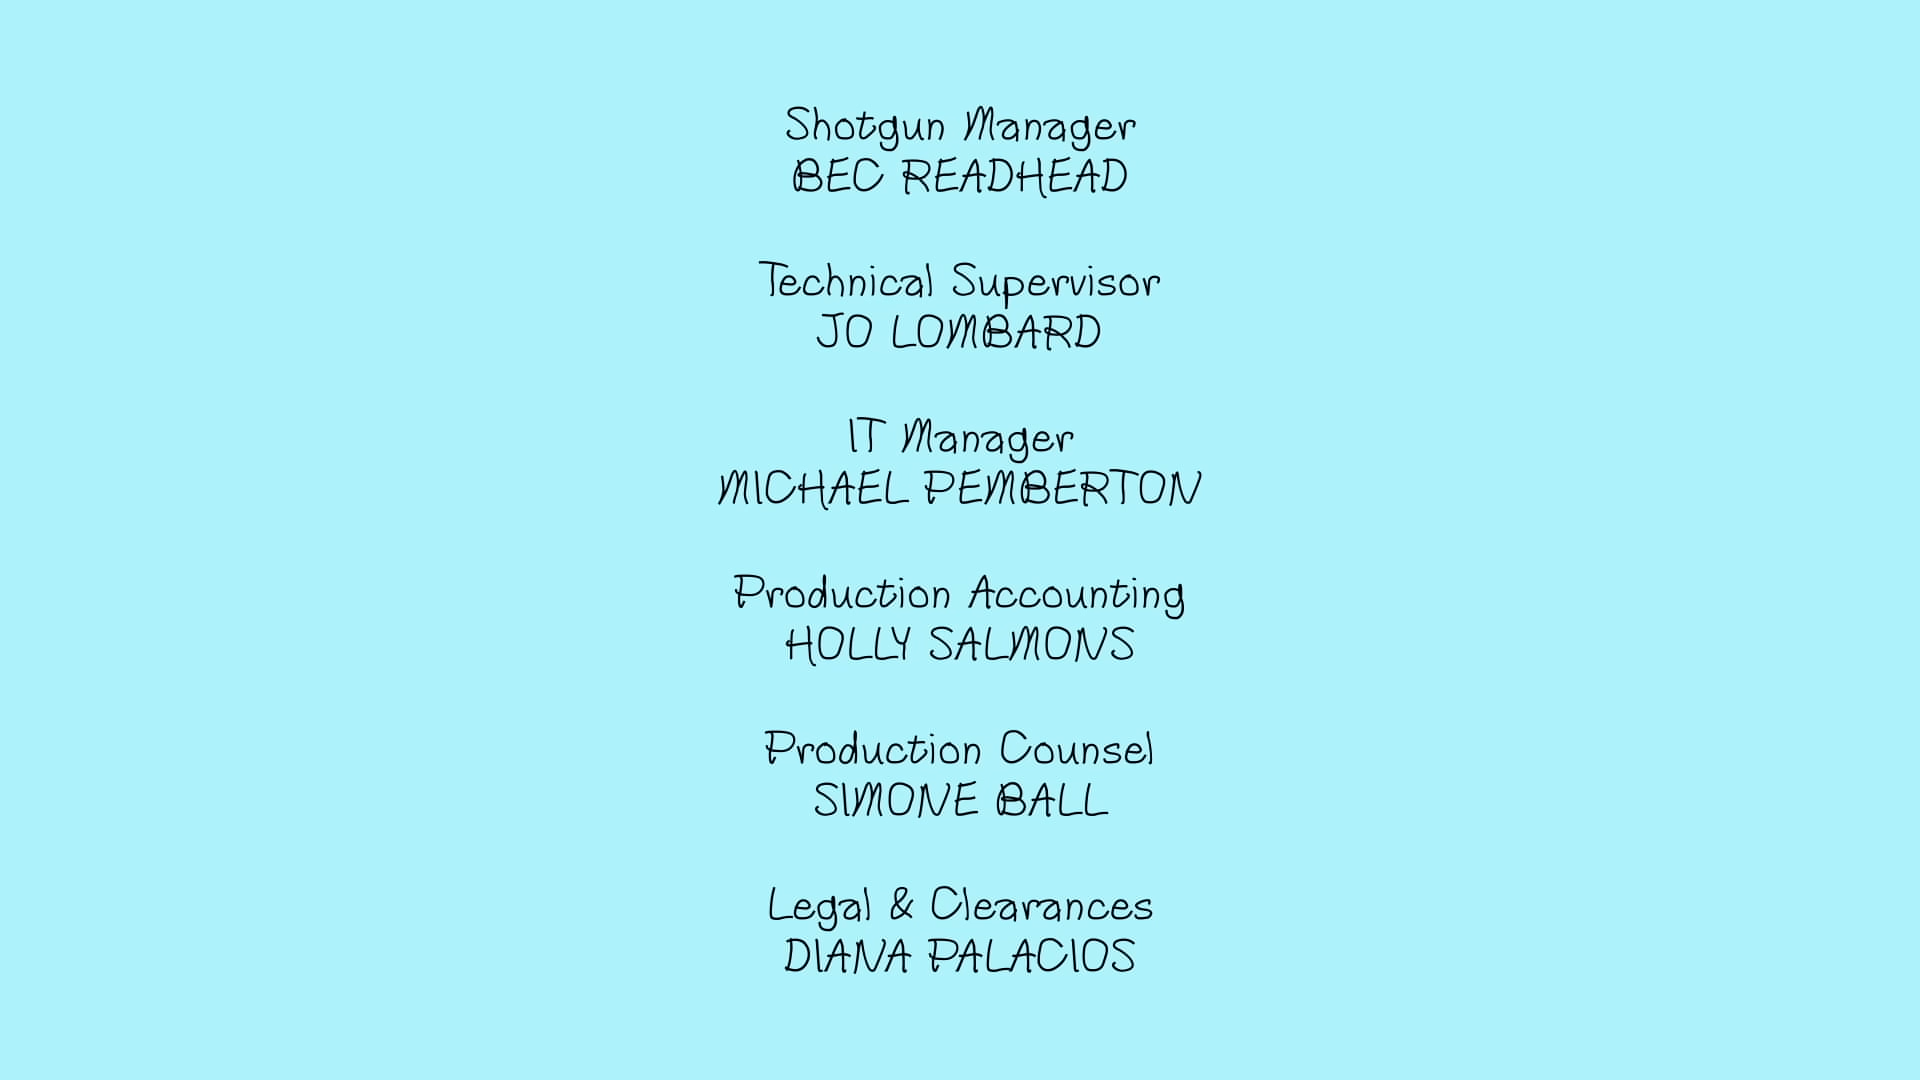 Shotgun Manager
BEC READHEAD
Technical Supervisor
JO LOMBARD
IT Manager
MICHAEL PEMBERTON
Production Accounting
HOLLY SALMONS
Production Counsel
SIMONE BALL
Legal & Clearances
DIANA PALACIOS